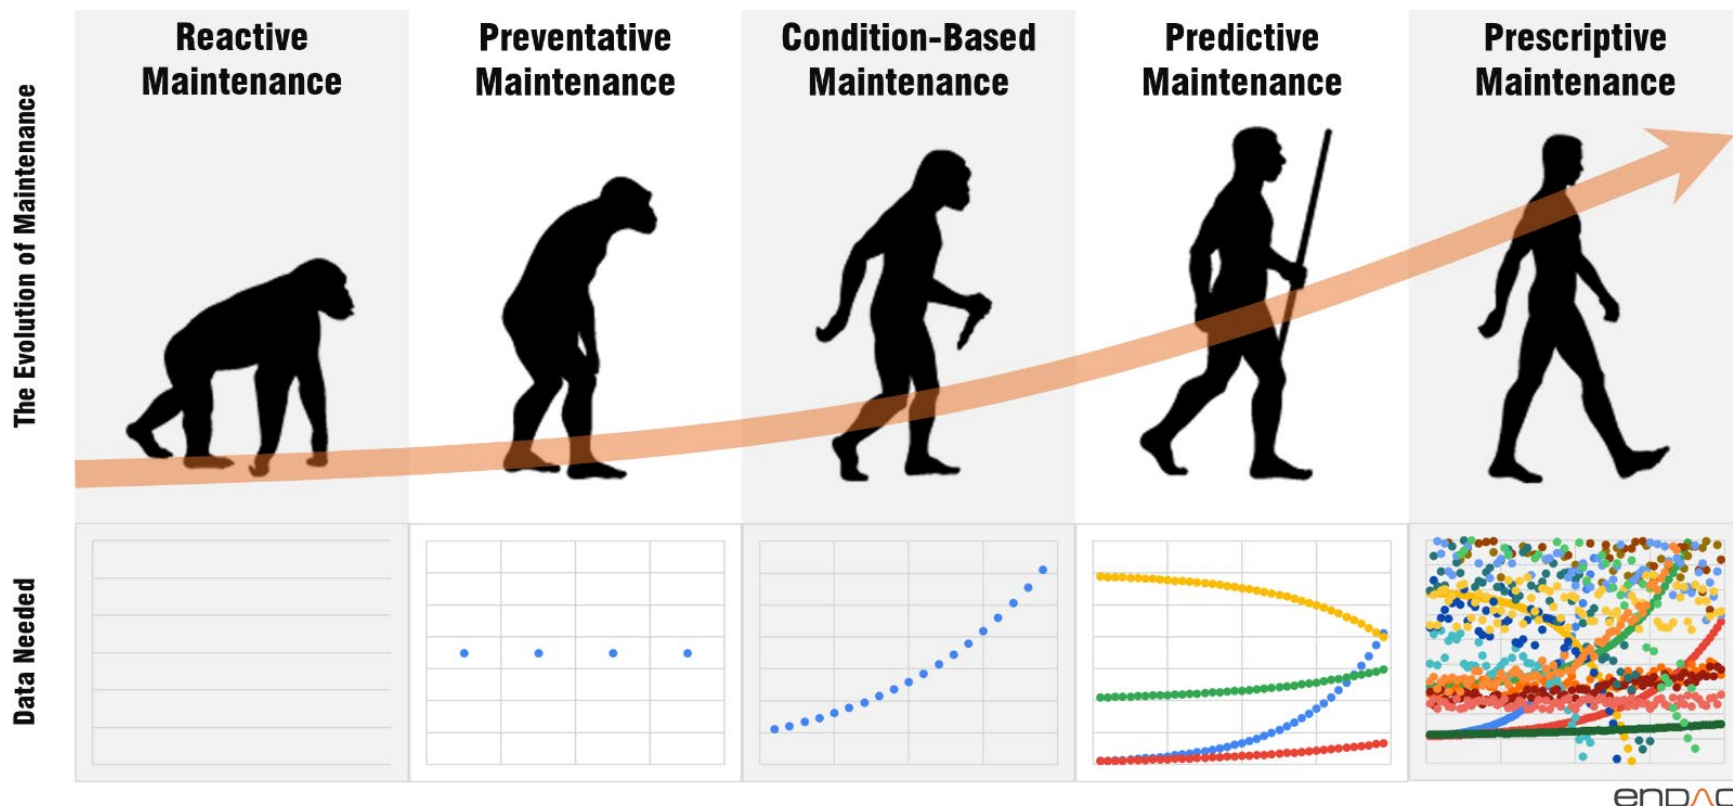 Reactive
Maintenance
Preventative
Maintenance
Condition-Based
Maintenance
Predictive
Maintenance
Prescriptive
Maintenance
The Evolution of Maintenance
Data Needed